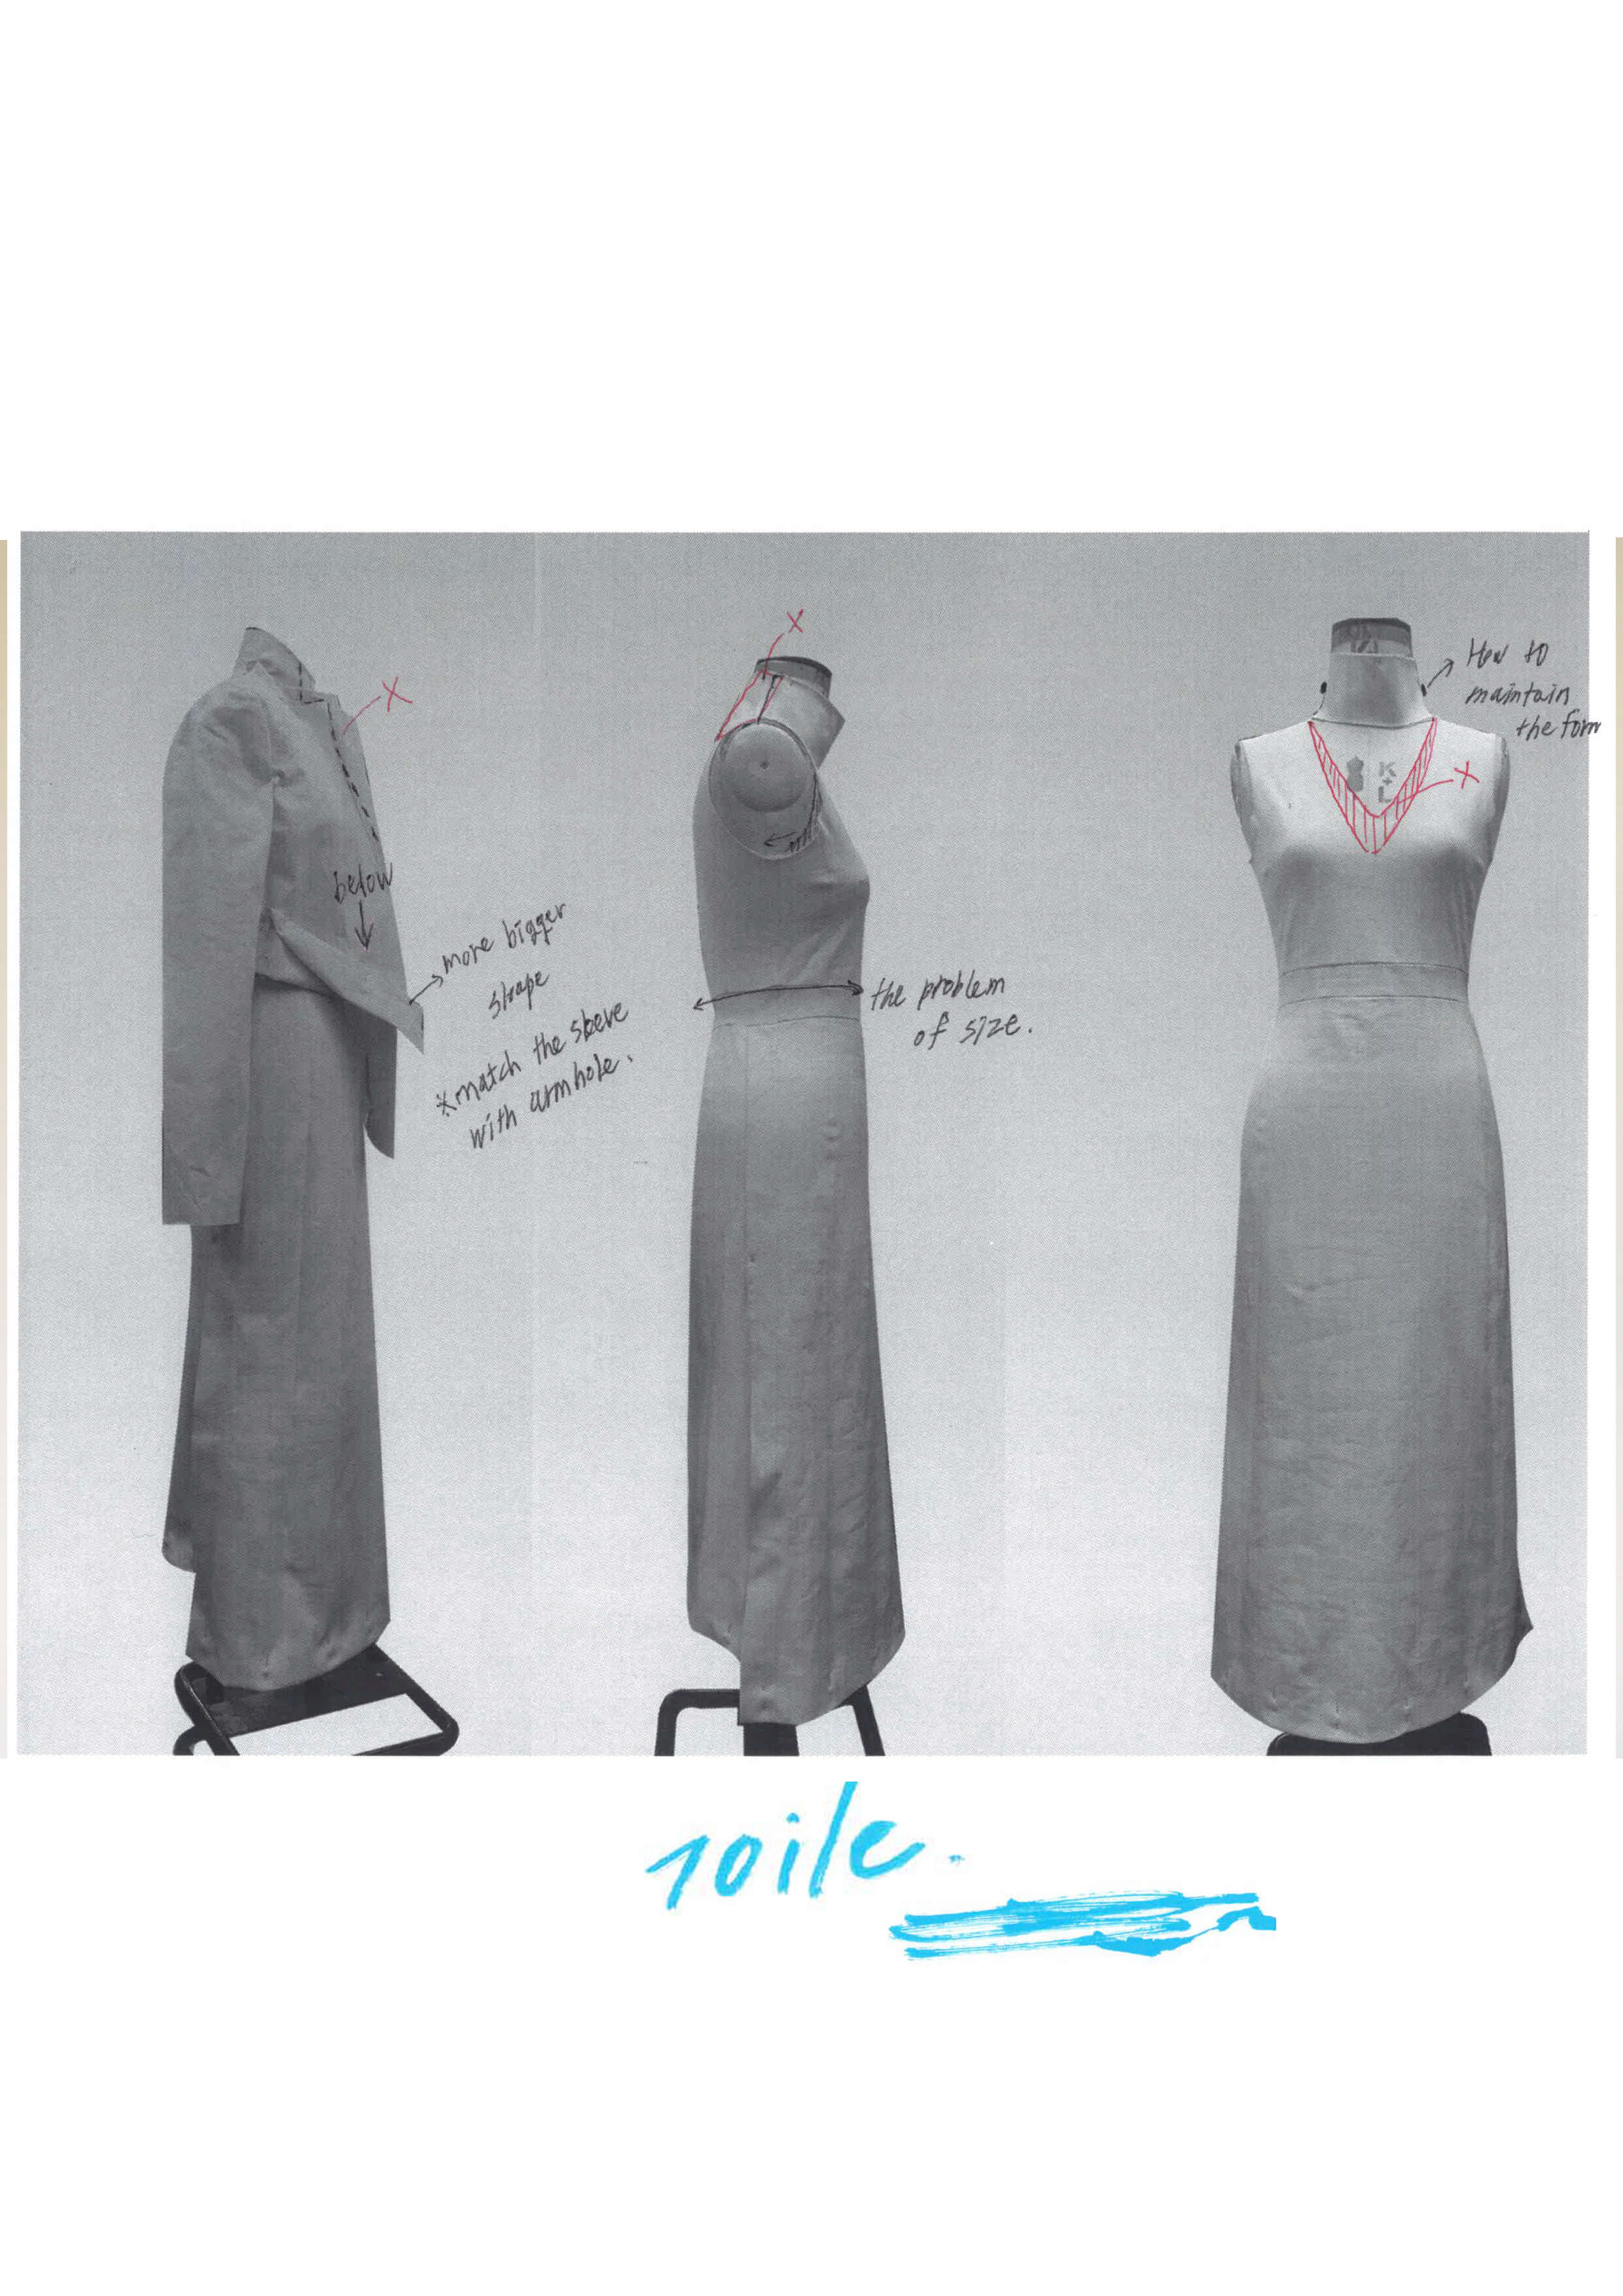 X
below
more bigger
shape
※match the sleeve
with armhole.
X
the problem
of size.
How to
maintain
the form
K
+
L
X
Toile.